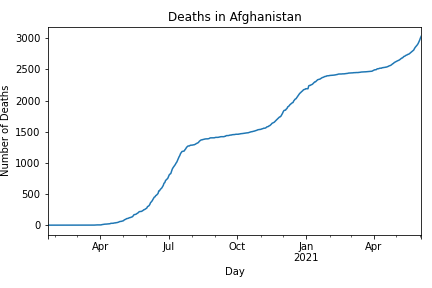 Deaths in Afghanistan
3000
2500
2000
1500
1000
500
0
Number of Deaths
Apr
Jul
Oct
Jan
2021
Apr
Day